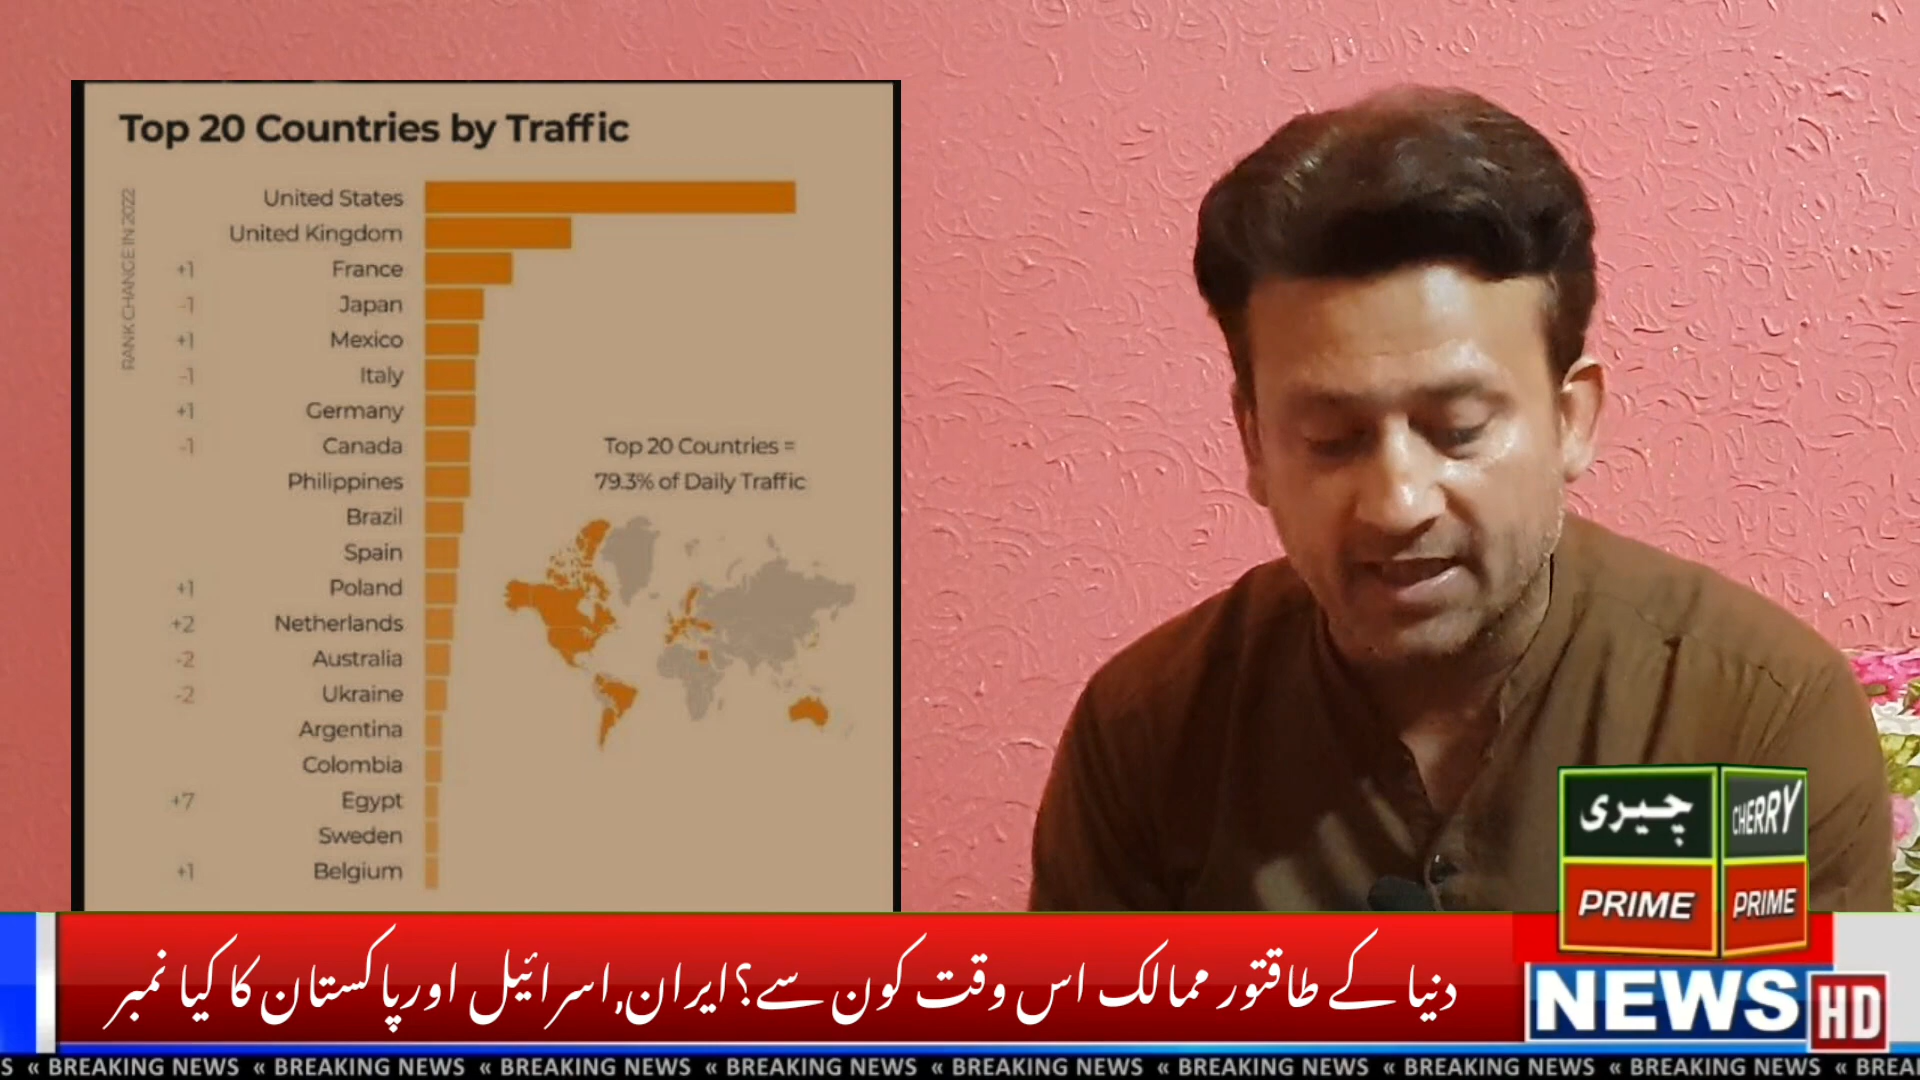 Top 20 Countries by Traffic
RANK CHANGE IN 2022
United States
United Kingdom
+1 France
-1 Japan
+1 Mexico
-1 Italy
+1 Germany
-1 Canada
Philippines
Brazil
Spain
+1 Poland
+2 Netherlands
-2 Australia
-2 Ukraine
Argentina
Colombia
+7 Egypt
Sweden
+1 Belgium
Top 20 Countries =
79.3% of Daily Traffic
چیری
CHERRY
PRIME
PRIME
NEWS HD
دنیا کے طاقتور ممالک اس وقت کون سے؟ ایران,اسرائیل اورپاکستان کا کیا نمبر
S « BREAKING NEWS « BREAKING NEWS « BREAKING NEWS « BREAKING NEWS « BREAKING NEWS « BREAKING NEWS « BREAKING NEWS « BREAKING NEWS « BREA